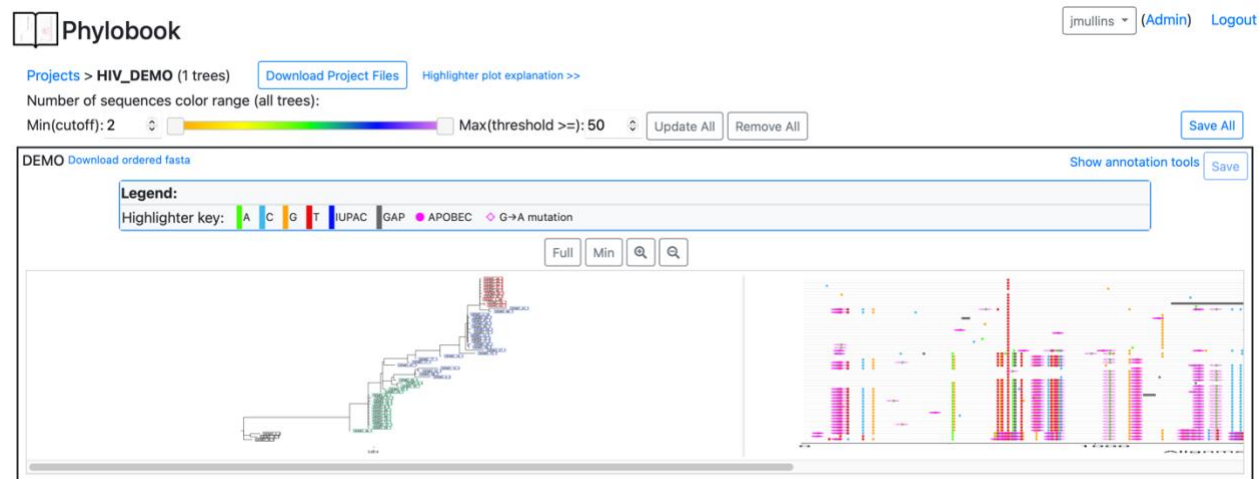 Phylobook
jmullins (Admin) Logout
Projects > HIV_DEMO (1 trees) Download Project Files Highlighter plot explanation >>
Number of sequences color range (all trees):
Min(cutoff): 2 Max(threshold >=): 50 Update All Remove All Save All
DEMO Download ordered fasta Show annotation tools Save
Legend:
Highlighter key: A C G T IUPAC GAP APOBEC G→A mutation
Full Min
0 1000